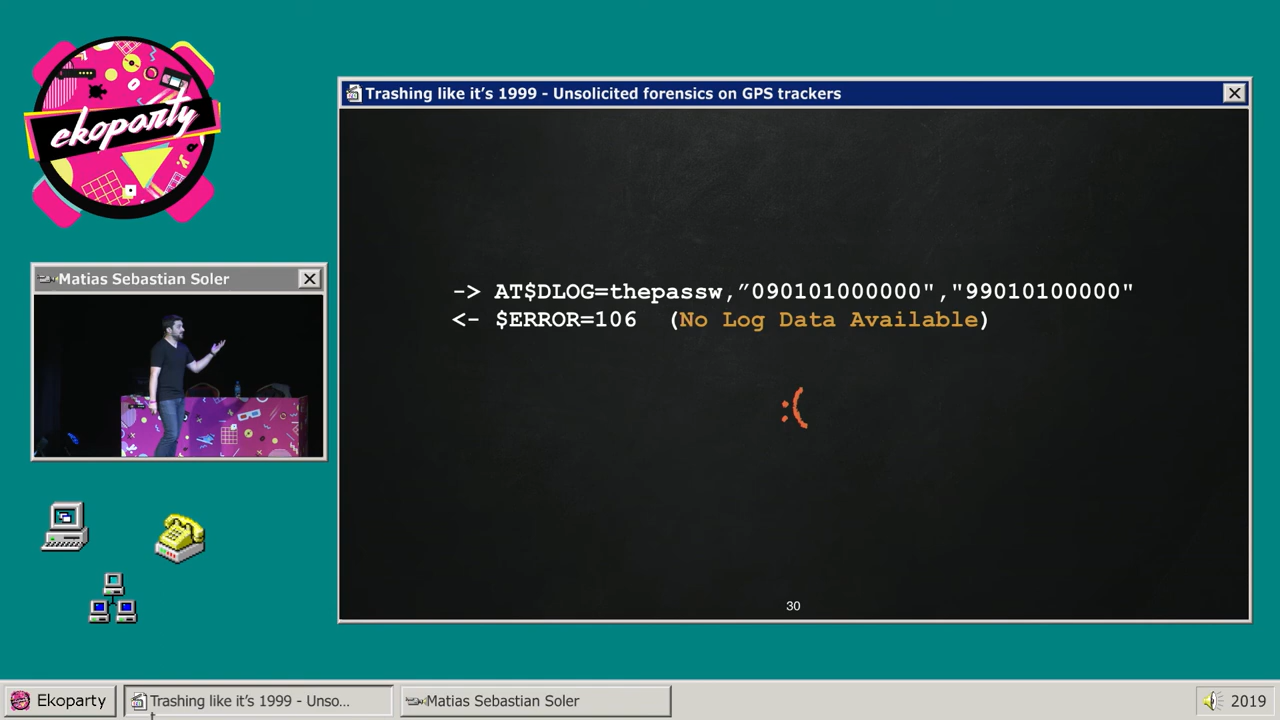 ekoparty
Trashing like it's 1999 - Unsolicited forensics on GPS trackers
Matias Sebastian Soler
-> AT$DLOG=thepassw,”090101000000","99010100000"
<- $ERROR=106 (No Log Data Available)
:(
30
Ekoparty
Trashing like it's 1999 - Unso...
Matias Sebastian Soler
2019